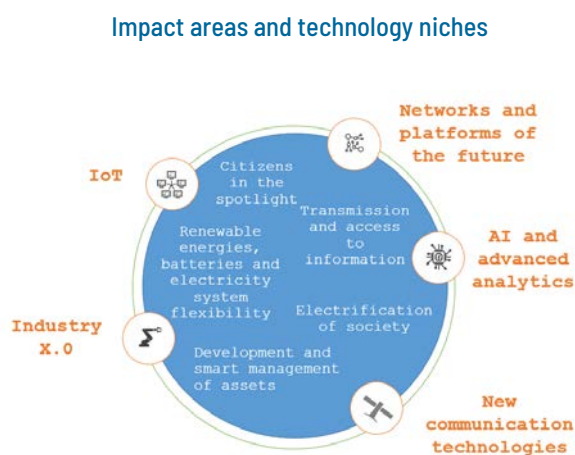 Impact areas and technology niches
Networks and
platforms of
the future
IoT
Citizens
in the
spotlight
Transmission
and access
to
information
Renewable
energies,
batteries and
electricity
system
flexibility
AI and
advanced
analytics
Electrification
of society
Industry
X.0
Development and
smart management
of assets
New
communication
technologies